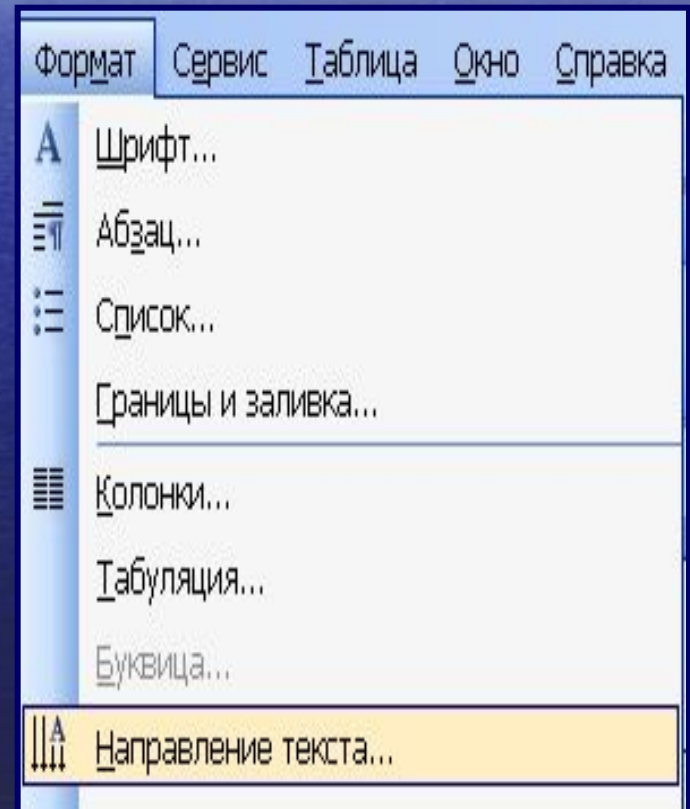 Формат Сервис Таблица Окно Справка
Шрифт...
Абзац...
Список...
Границы и заливка...
Колонки...
Табуляция...
Буквица...
Направление текста...